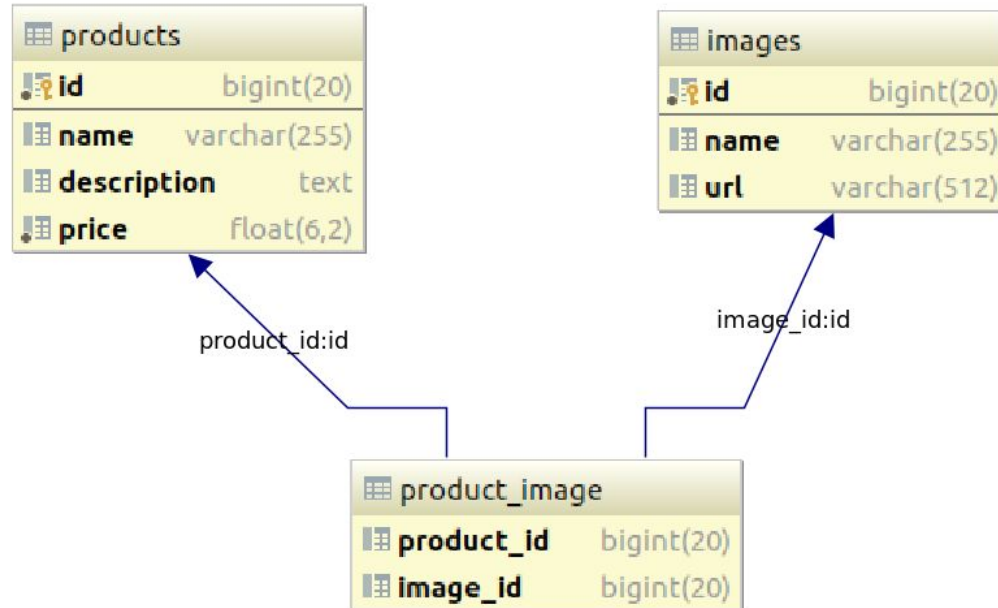 products
id bigint(20)
name varchar(255)
description text
price float(6,2)
images
id bigint(20)
name varchar(255)
url varchar(512)
product_id:id
image_id:id
product_image
product_id bigint(20)
image_id bigint(20)